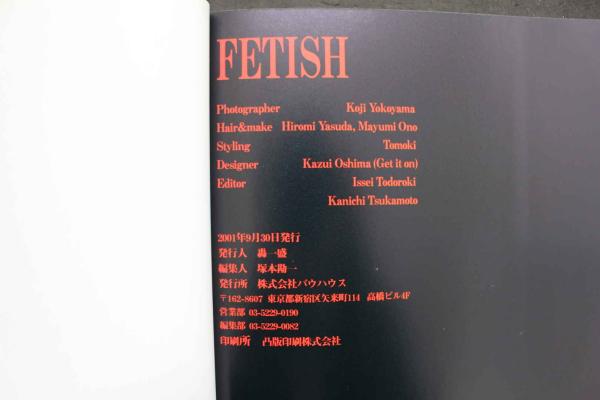 FETISH
Photographer Koji Yokoyama
Hair&make Hiromi Yasuda, Mayumi Ono
Styling Tomoki
Designer Kazui Oshima (Get it on)
Editor Issei Todoroki
Kanichi Tsukamoto
2001年9月30日発行
発行人 轟一盛
編集人 塚本勘一
発行所 株式会社バウハウス
〒162-8607 東京都新宿区矢来町114 高橋ビル4F
営業部 03-5229-0190
編集部 03-5229-0082
印刷所 凸版印刷株式会社